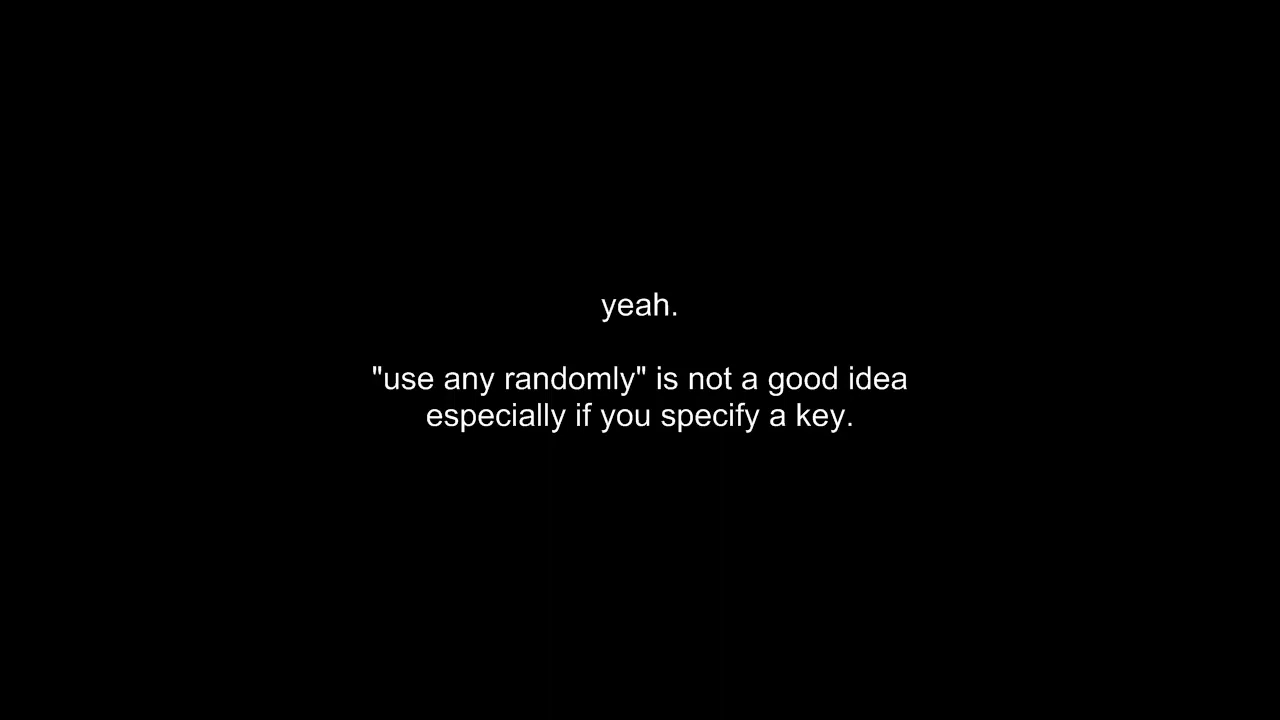 yeah.
"use any randomly" is not a good idea
especially if you specify a key.